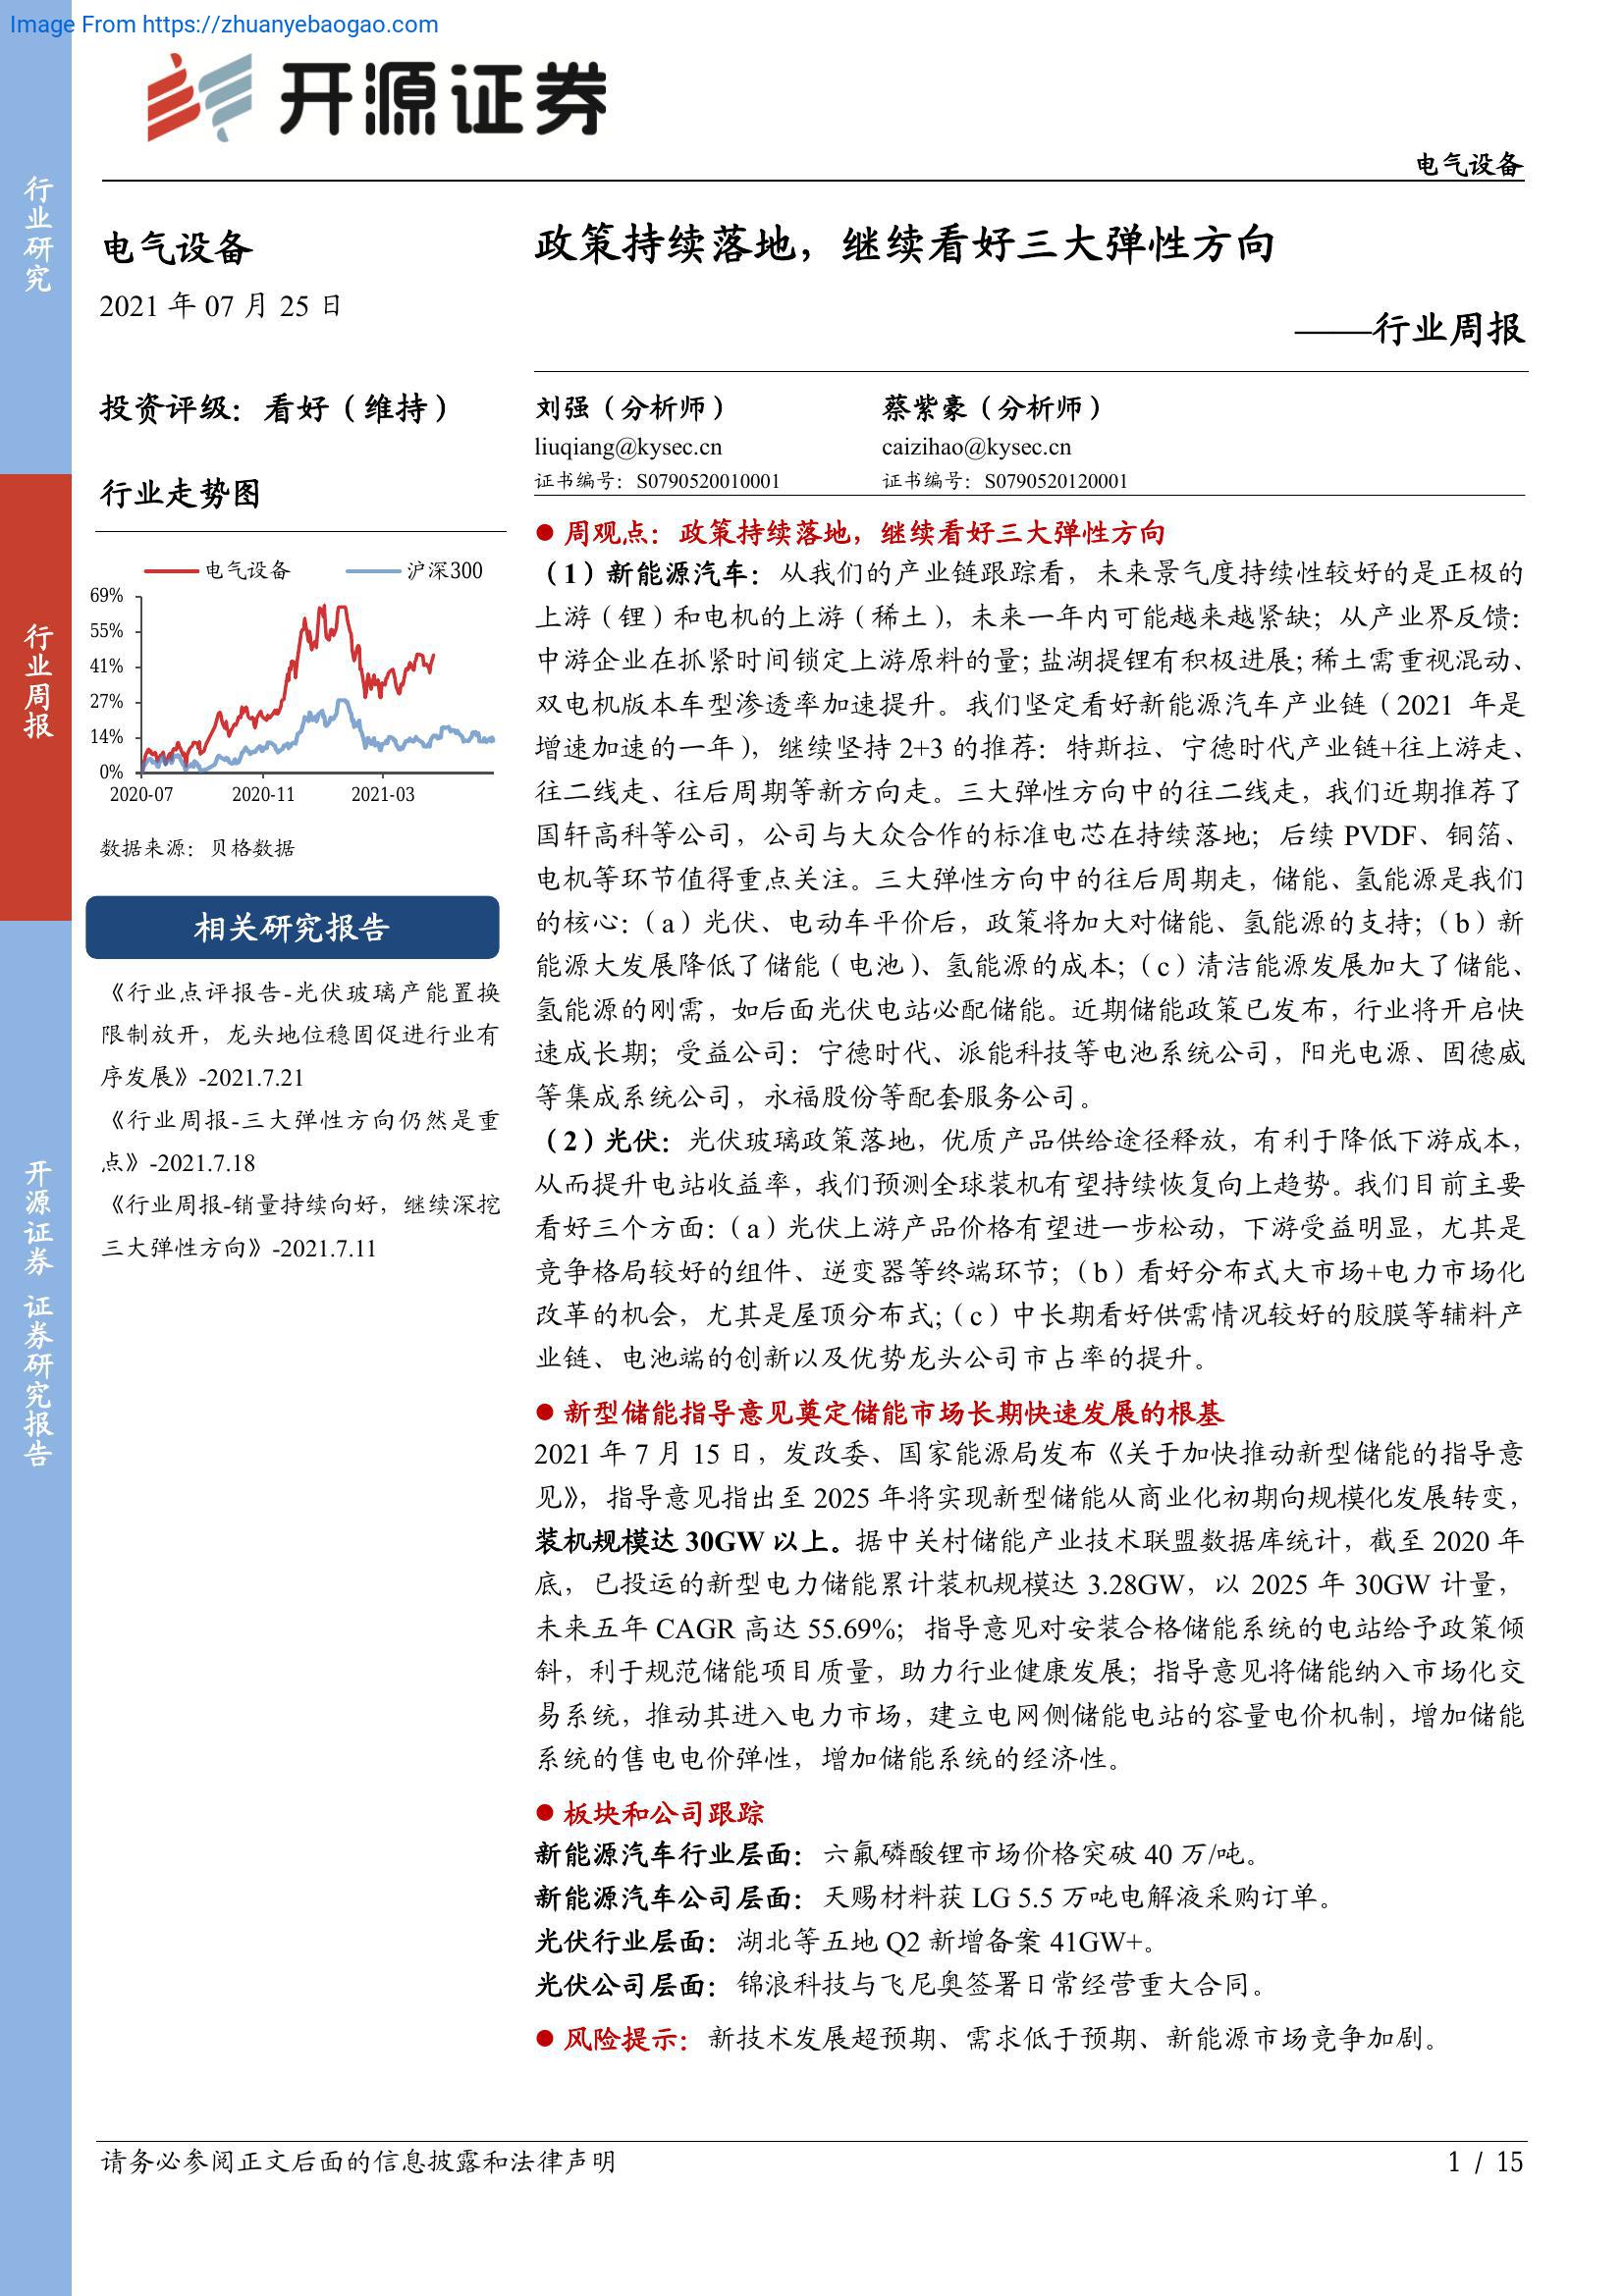 Image From https://zhuanyebaogao.com
开源证券
电气设备
行业研究
行业周报
开源证券 证券研究报告
电气设备
2021 年 07 月 25 日
投资评级：看好（维持）
行业走势图
电气设备 沪深300
69%
55%
41%
27%
14%
0%
2020-07 2020-11 2021-03
数据来源：贝格数据
相关研究报告
《行业点评报告-光伏玻璃产能置换
限制放开，龙头地位稳固促进行业有
序发展》-2021.7.21
《行业周报-三大弹性方向仍然是重
点》-2021.7.18
《行业周报-销量持续向好，继续深挖
三大弹性方向》-2021.7.11
政策持续落地，继续看好三大弹性方向
——行业周报
刘强（分析师） 蔡紫豪（分析师）
liuqiang@kysec.cn caizihao@kysec.cn
证书编号：S0790520010001 证书编号：S0790520120001
● 周观点：政策持续落地，继续看好三大弹性方向
（1）新能源汽车：从我们的产业链跟踪看，未来景气度持续性较好的是正极的
上游（锂）和电机的上游（稀土），未来一年内可能越来越紧缺；从产业界反馈：
中游企业在抓紧时间锁定上游原料的量；盐湖提锂有积极进展；稀土需重视混动、
双电机版本车型渗透率加速提升。我们坚定看好新能源汽车产业链（2021 年是
增速加速的一年），继续坚持 2+3 的推荐：特斯拉、宁德时代产业链+往上游走、
往二线走、往后周期等新方向走。三大弹性方向中的往二线走，我们近期推荐了
国轩高科等公司，公司与大众合作的标准电芯在持续落地；后续 PVDF、铜箔、
电机等环节值得重点关注。三大弹性方向中的往后周期走，储能、氢能源是我们
的核心：（a）光伏、电动车平价后，政策将加大对储能、氢能源的支持；（b）新
能源大发展降低了储能（电池）、氢能源的成本；（c）清洁能源发展加大了储能、
氢能源的刚需，如后面光伏电站必配储能。近期储能政策已发布，行业将开启快
速成长期；受益公司：宁德时代、派能科技等电池系统公司，阳光电源、固德威
等集成系统公司，永福股份等配套服务公司。
（2）光伏：光伏玻璃政策落地，优质产品供给途径释放，有利于降低下游成本，
从而提升电站收益率，我们预测全球装机有望持续恢复向上趋势。我们目前主要
看好三个方面：（a）光伏上游产品价格有望进一步松动，下游受益明显，尤其是
竞争格局较好的组件、逆变器等终端环节；（b）看好分布式大市场+电力市场化
改革的机会，尤其是屋顶分布式；（c）中长期看好供需情况较好的胶膜等辅料产
业链、电池端的创新以及优势龙头公司市占率的提升。
● 新型储能指导意见奠定储能市场长期快速发展的根基
2021 年 7 月 15 日，发改委、国家能源局发布《关于加快推动新型储能的指导意
见》，指导意见指出至 2025 年将实现新型储能从商业化初期向规模化发展转变，
装机规模达 30GW 以上。据中关村储能产业技术联盟数据库统计，截至 2020 年
底，已投运的新型电力储能累计装机规模达 3.28GW，以 2025 年 30GW 计量，
未来五年 CAGR 高达 55.69%；指导意见对安装合格储能系统的电站给予政策倾
斜，利于规范储能项目质量，助力行业健康发展；指导意见将储能纳入市场化交
易系统，推动其进入电力市场，建立电网侧储能电站的容量电价机制，增加储能
系统的售电电价弹性，增加储能系统的经济性。
● 板块和公司跟踪
新能源汽车行业层面：六氟磷酸锂市场价格突破 40 万/吨。
新能源汽车公司层面：天赐材料获 LG 5.5 万吨电解液采购订单。
光伏行业层面：湖北等五地 Q2 新增备案 41GW+。
光伏公司层面：锦浪科技与飞尼奥签署日常经营重大合同。
● 风险提示：新技术发展超预期、需求低于预期、新能源市场竞争加剧。
请务必参阅正文后面的信息披露和法律声明
1 / 15